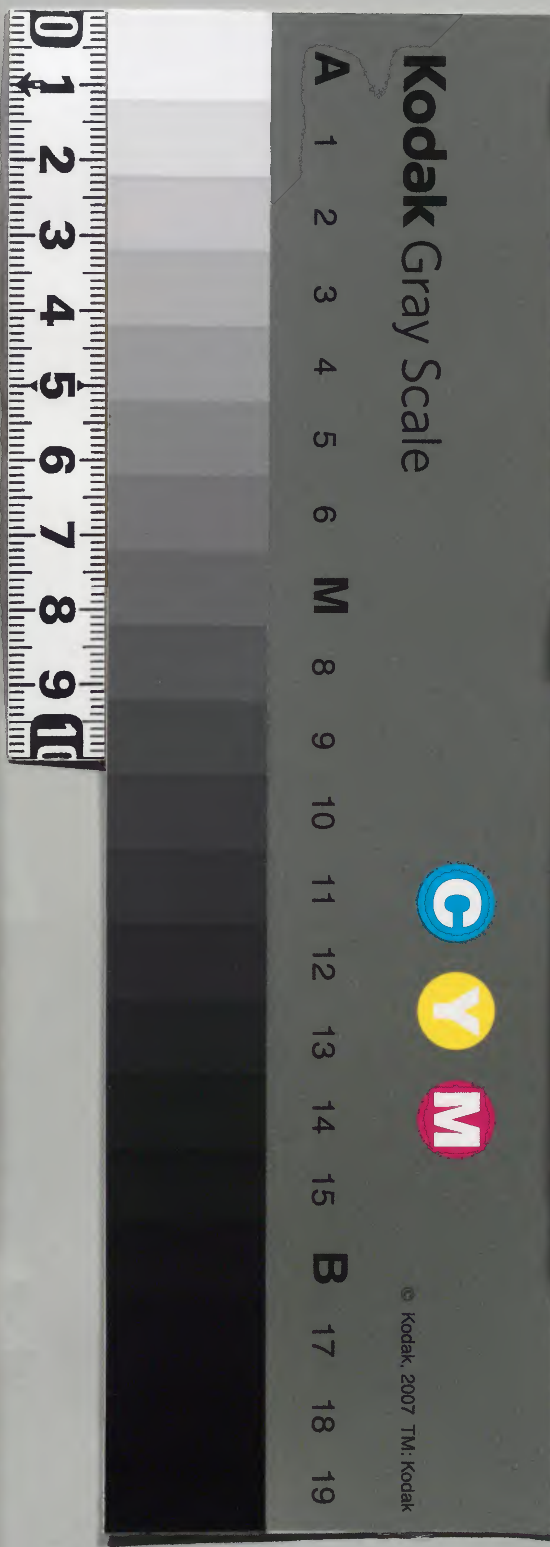 Kodak Gray Scale
C Y M
© Kodak, 2007 TM: Kodak
A 1 2 3 4 5 6 M 8 9 10 11 12 13 14 15 B 17 18 19
0 1 2 3 4 5 6 7 8 9 10